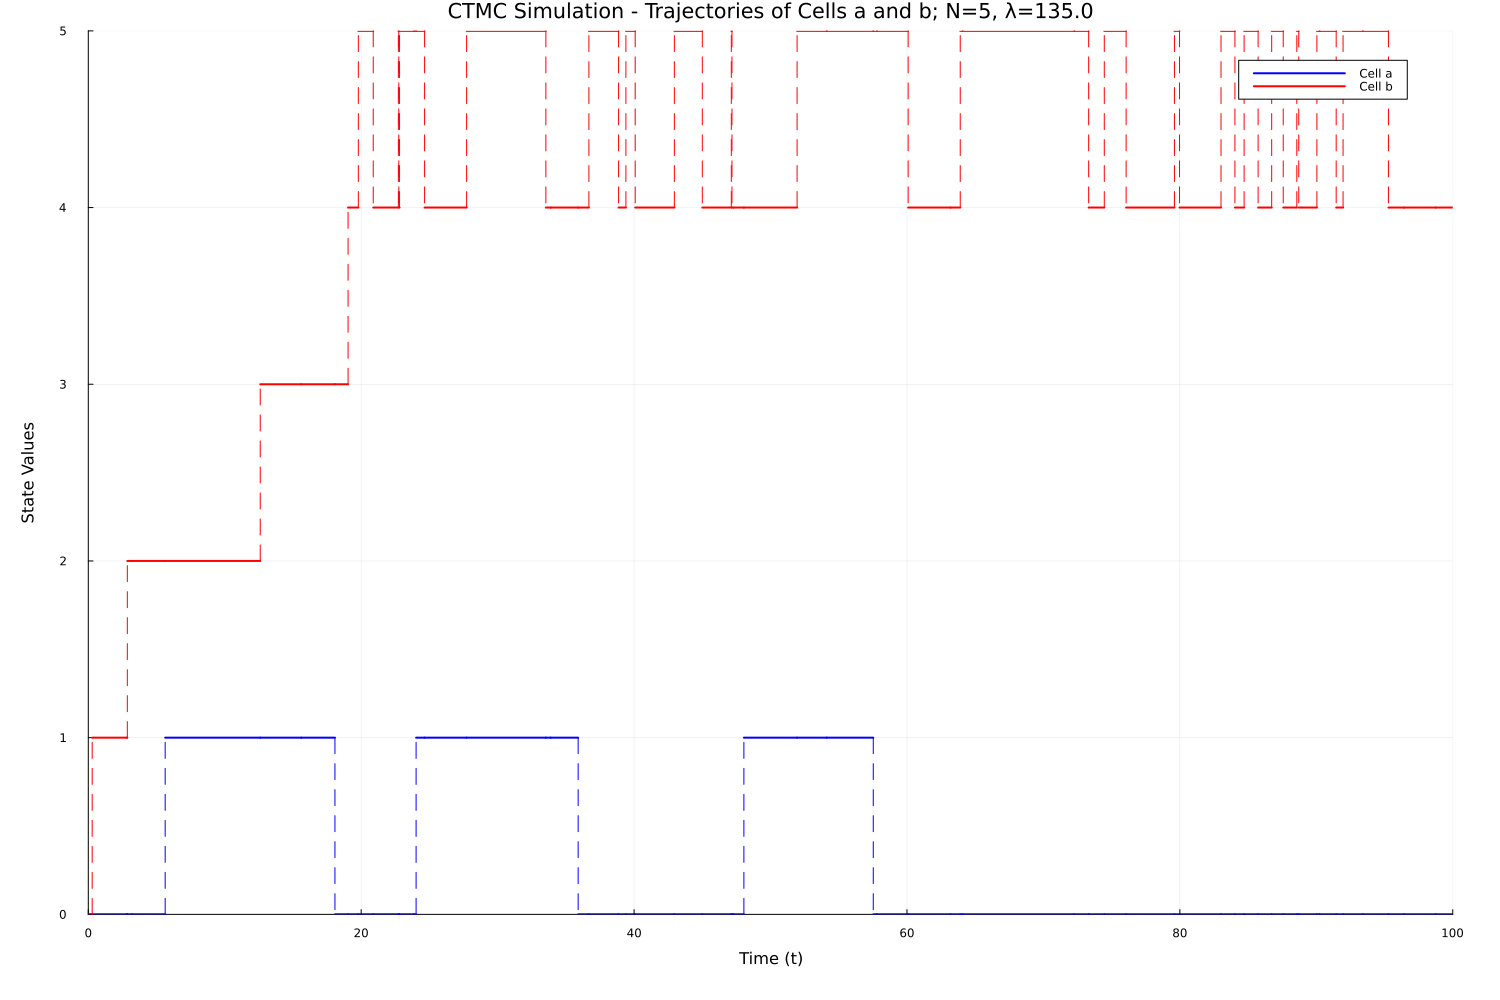 CTMC Simulation - Trajectories of Cells a and b; N=5, λ=135.0
5
Cell a
Cell b
4
3
State Values
2
1
0
0 20 40 60 80 100
Time (t)